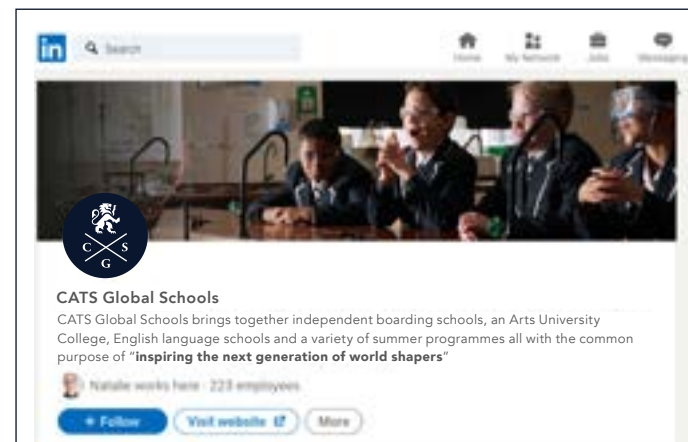 in Search
Home My Network Jobs Messaging
C S
G
CATS Global Schools
CATS Global Schools brings together independent boarding schools, an Arts University
College, English language schools and a variety of summer programmes all with the common
purpose of “inspiring the next generation of world shapers”
Natalie works here · 223 employees
+ Follow Visit website More